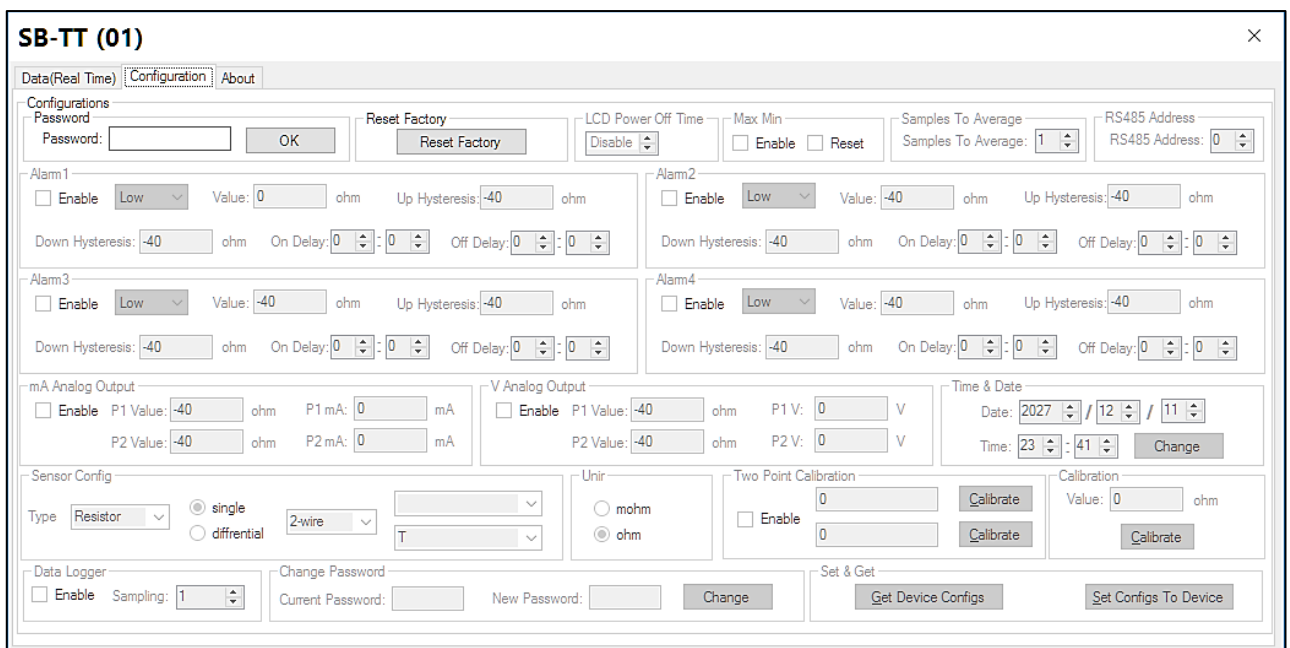 SB-TT (01)
Data(Real Time) Configuration About
Configurations
Password Reset Factory LCD Power Off Time Max Min Samples To Average RS485 Address
Password: OK Reset Factory Disable Enable Reset Samples To Average: 1 RS485 Address: 0
Alarm1 Alarm2
Enable Low Value: 0 ohm Up Hysteresis: -40 ohm Enable Low Value: -40 ohm Up Hysteresis: -40 ohm
Down Hysteresis: -40 ohm On Delay: 0 : 0 Off Delay: 0 : 0 Down Hysteresis: -40 ohm On Delay: 0 : 0 Off Delay: 0 : 0
Alarm3 Alarm4
Enable Low Value: -40 ohm Up Hysteresis: -40 ohm Enable Low Value: -40 ohm Up Hysteresis: -40 ohm
Down Hysteresis: -40 ohm On Delay: 0 : 0 Off Delay: 0 : 0 Down Hysteresis: -40 ohm On Delay: 0 : 0 Off Delay: 0 : 0
mA Analog Output V Analog Output Time & Date
Enable P1 Value: -40 ohm P1 mA: 0 mA Enable P1 Value: -40 ohm P1 V: 0 V Date: 2027 / 12 / 11
P2 Value: -40 ohm P2 mA: 0 mA P2 Value: -40 ohm P2 V: 0 V Time: 23 : 41 Change
Sensor Config Unir Two Point Calibration Calibration
Type Resistor single diffrential 2-wire T mohm ohm Enable 0 Calibrate 0 Calibrate Value: 0 ohm Calibrate
Data Logger Change Password Set & Get
Enable Sampling: 1 Current Password: New Password: Change Get Device Configs Set Configs To Device